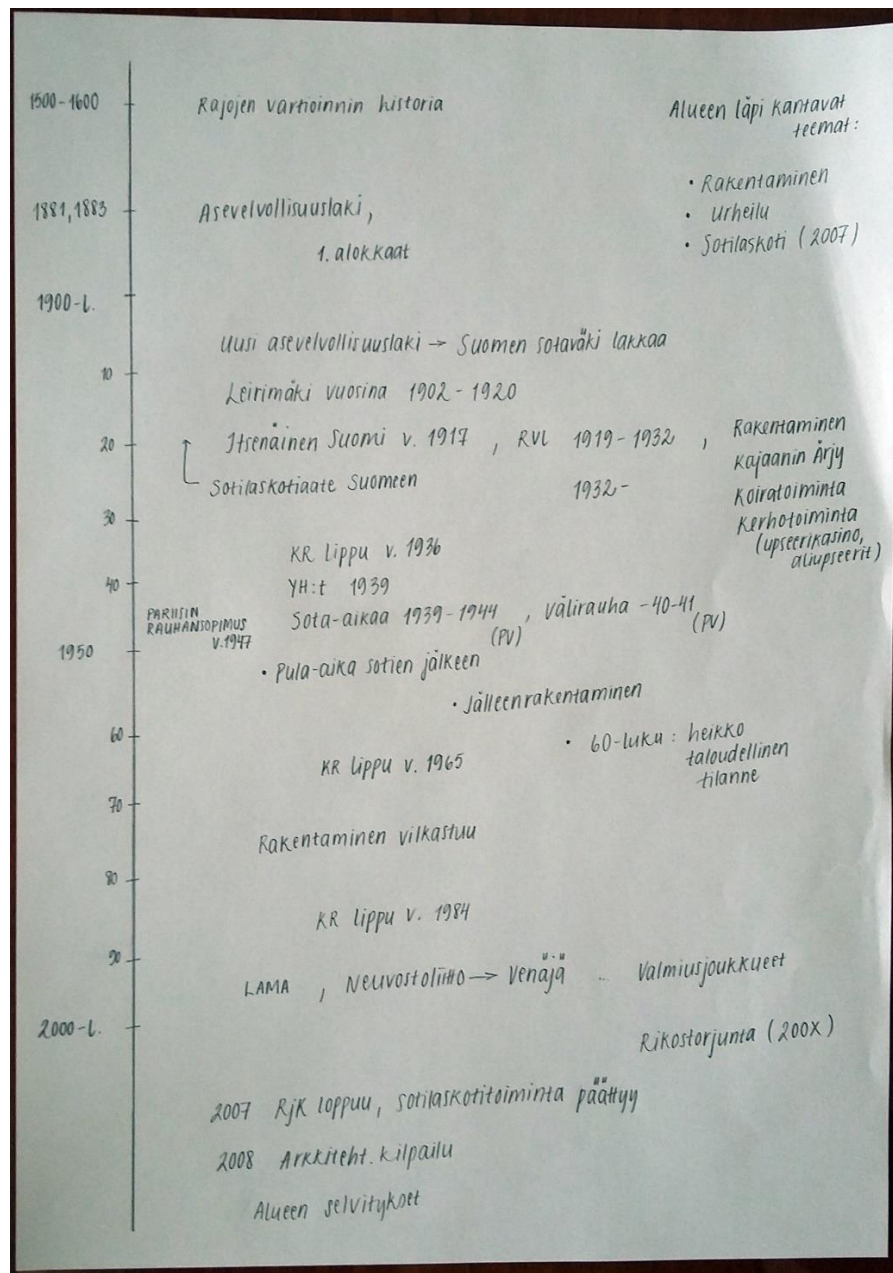 1500-1600 Rajojen vartioinnin historia
Alueen läpi kantavat
teemat:
• Rakentaminen
• Urheilu
• Sotilaskoti (2007)
1881, 1883 Asevelvollisuuslaki,
1. alokkaat
1900-l.
Uusi asevelvollisuuslaki → Suomen sotaväki lakkaa
10
Leirimäki vuosina 1902-1920
20 Itsenäinen Suomi v. 1917, RVL 1919-1932,
Sotilaskotiaate Suomeen 1932-
Rakentaminen
Kajaanin Ärjy
Koiratoiminta
Kerhotoiminta
(upseerikasino,
aliupseerit)
30
KR lippu v. 1936
40 YH:t 1939
PARIISIN
RAUHANSOPIMUS
v.1947
Sota-aikaa 1939-1944, välirauha -40-41
(PV) (PV)
1950
• Pula-aika sotien jälkeen
• Jälleenrakentaminen
60
• 60-luku: heikko
taloudellinen
tilanne
KR lippu v. 1965
70
Rakentaminen vilkastuu
80
KR lippu v. 1984
90
LAMA, Neuvostoliitto → Venäjä .. Valmiusjoukkueet
2000-l.
Rikostorjunta (200X)
2007 RjK loppuu, sotilaskotitoiminta päättyy
2008 Arkkiteht. kilpailu
Alueen selvitykset